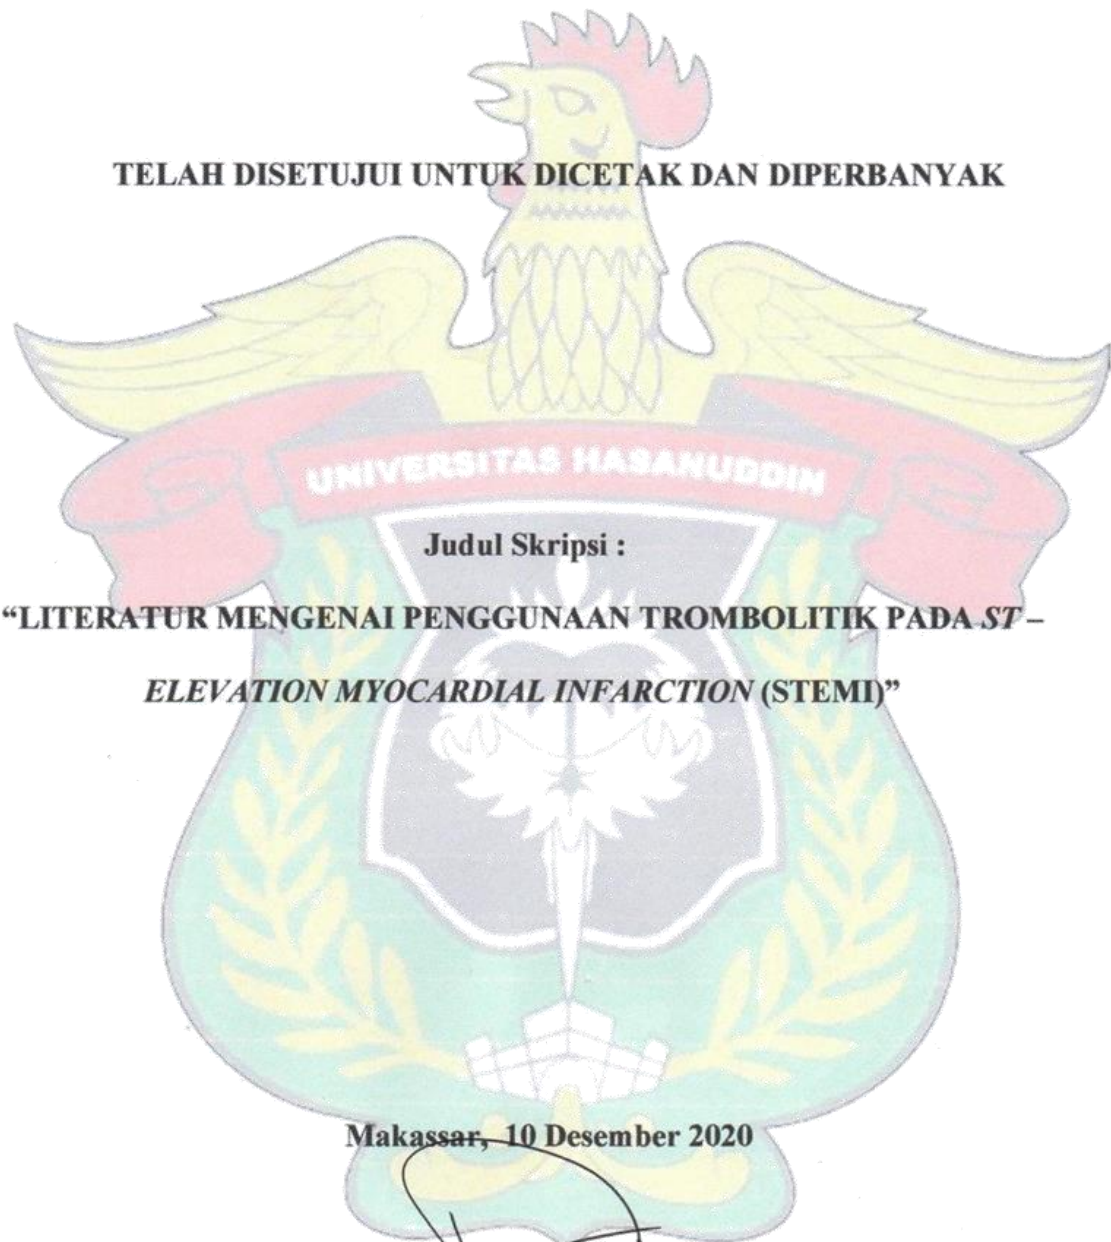 TELAH DISETUJUI UNTUK DICETAK DAN DIPERBANYAK
UNIVERSITAS HASANUDDIN
Judul Skripsi :
“LITERATUR MENGENAI PENGGUNAAN TROMBOLITIK PADA ST –
ELEVATION MYOCARDIAL INFARCTION (STEMI)”
Makassar, 10 Desember 2020